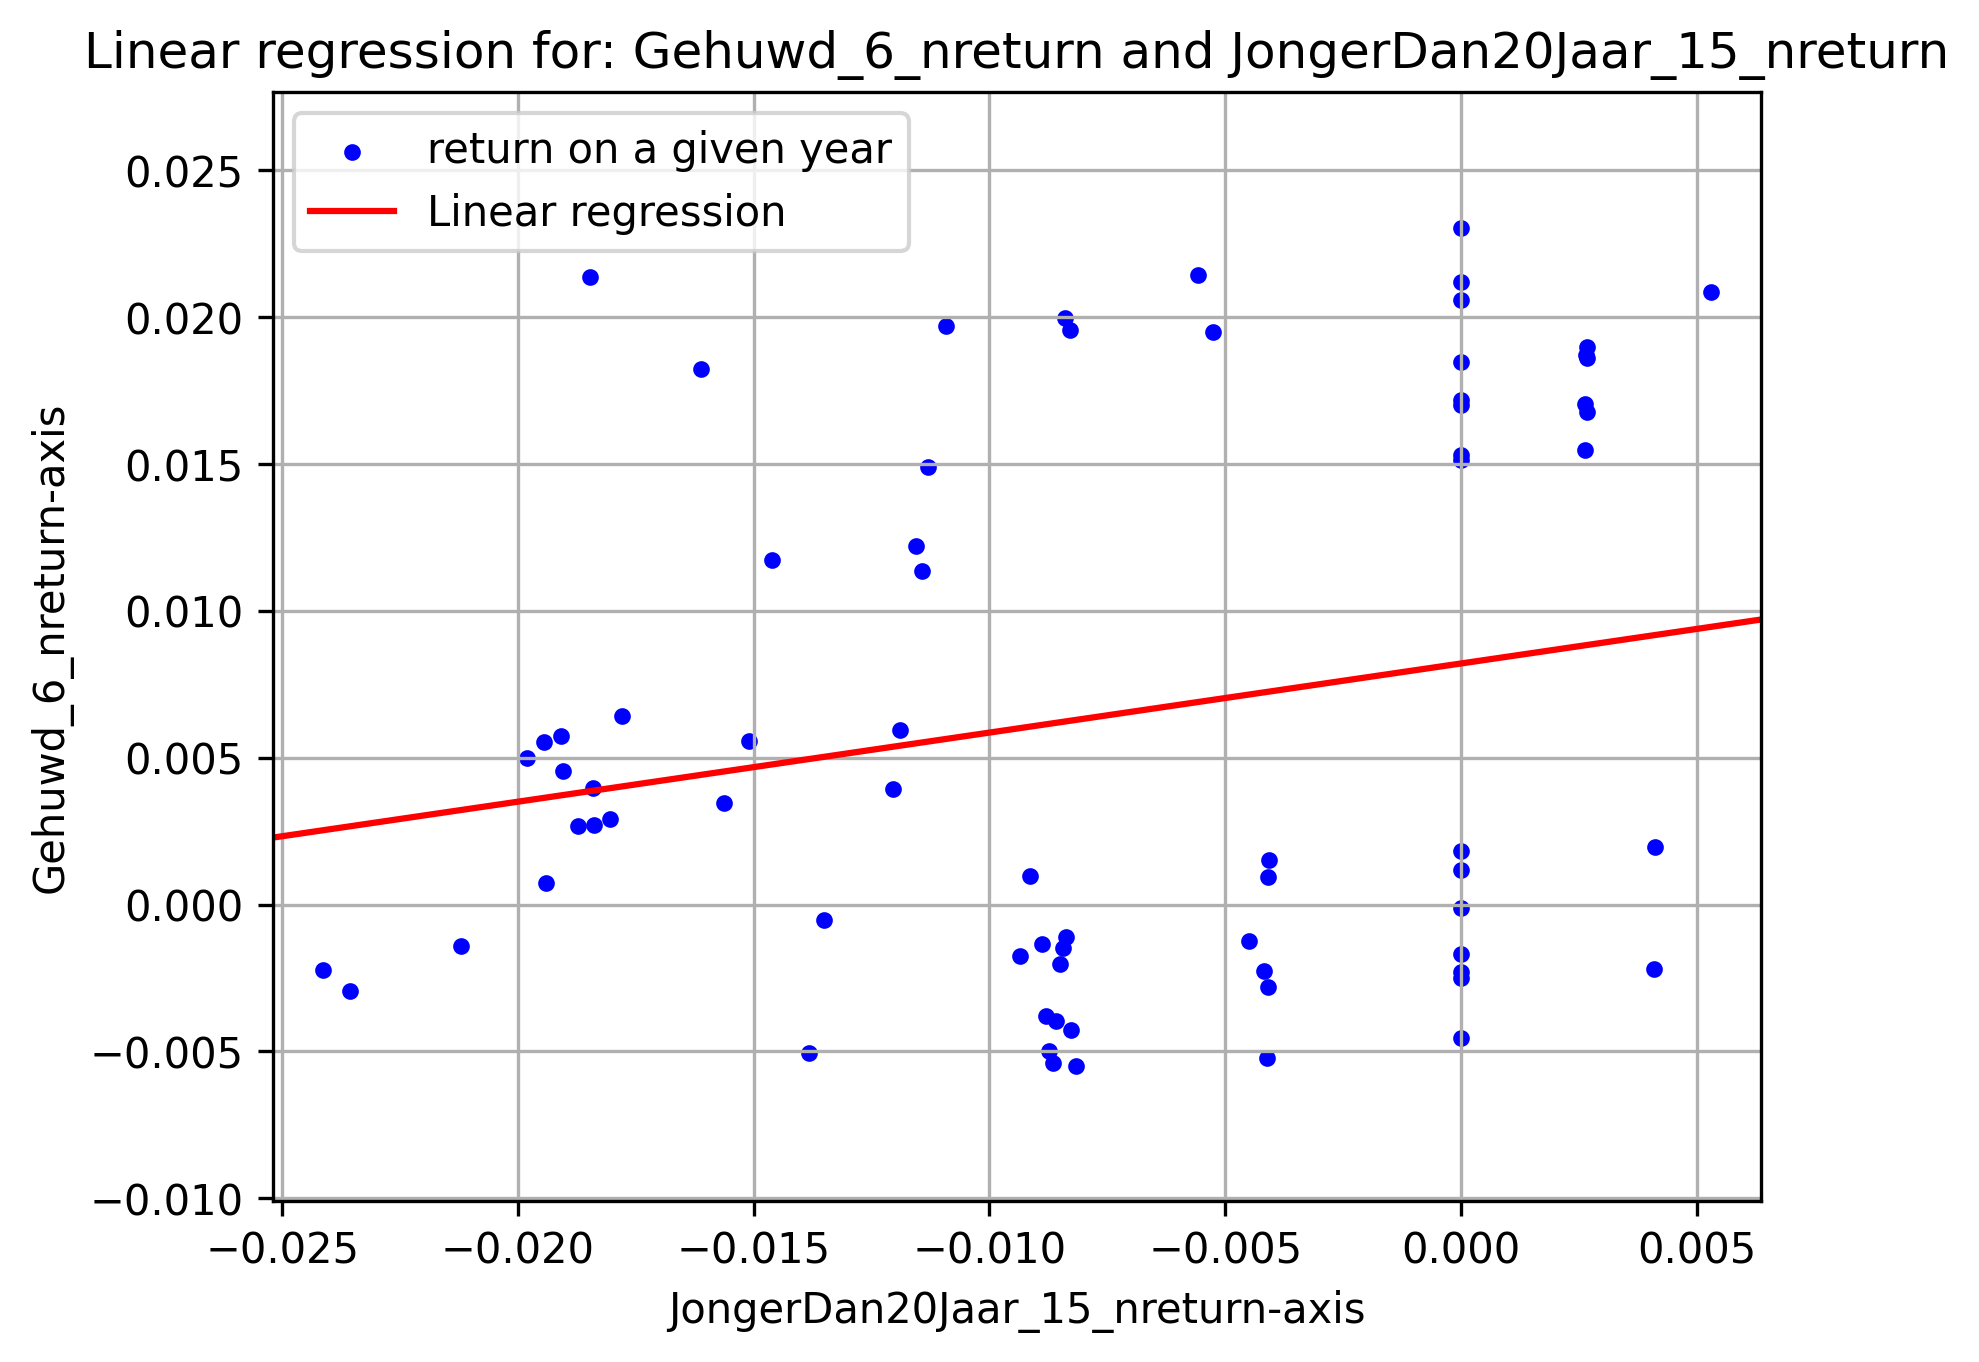 Linear regression for: Gehuwd_6_nreturn and JongerDan20Jaar_15_nreturn
return on a given year
Linear regression
0.025
0.020
0.015
0.010
0.005
0.000
−0.005
−0.010
Gehuwd_6_nreturn-axis
−0.025 −0.020 −0.015 −0.010 −0.005 0.000 0.005
JongerDan20Jaar_15_nreturn-axis